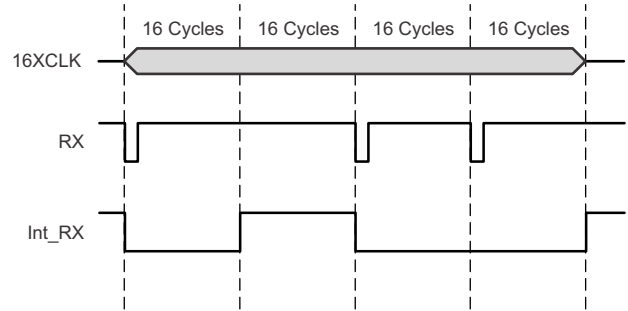 16 Cycles 16 Cycles 16 Cycles 16 Cycles
16XCLK
RX
Int_RX